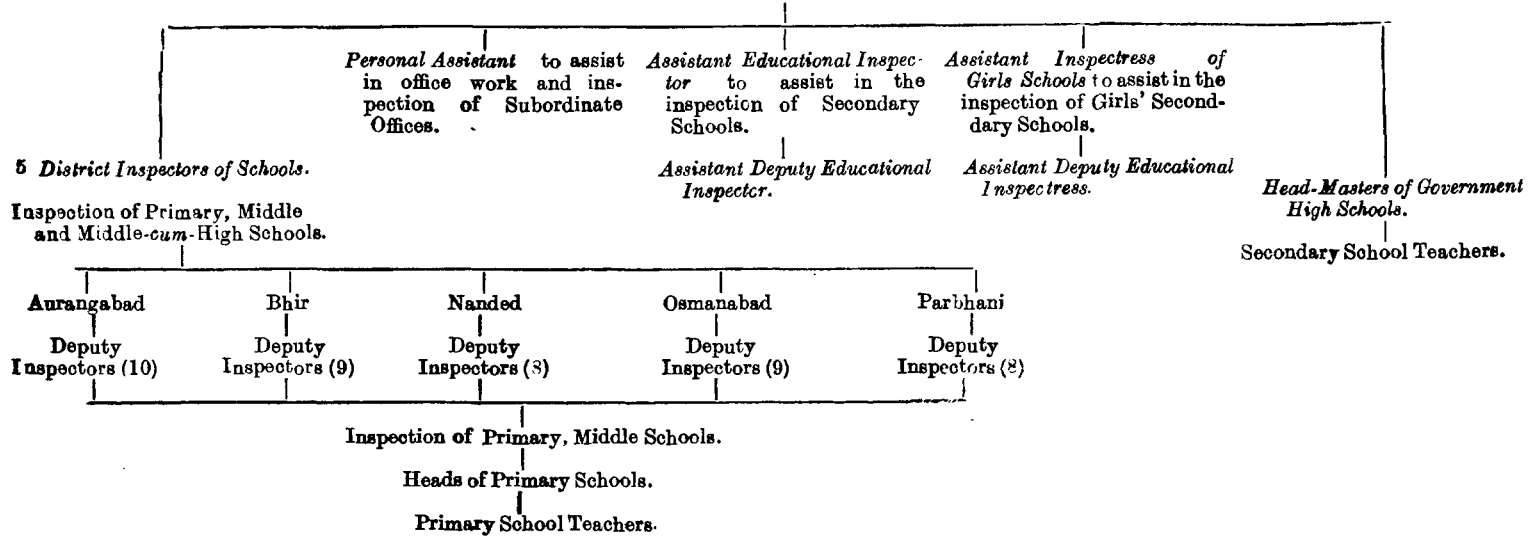 Personal Assistant to assist
in office work and ins-
pection of Subordinate
Offices.
Assistant Educational Inspec-
tor to assist in the
inspection of Secondary
Schools.
Assistant Inspectress of
Girls Schools to assist in the
inspection of Girls' Second-
dary Schools.
5 District Inspectors of Schools.
Assistant Deputy Educational
Inspector.
Assistant Deputy Educational
Inspectress.
Head-Masters of Government
High Schools.
Inspection of Primary, Middle
and Middle-cum-High Schools.
Secondary School Teachers.
Aurangabad
Bhir
Nanded
Osmanabad
Parbhani
Deputy
Inspectors (10)
Deputy
Inspectors (9)
Deputy
Inspectors (8)
Deputy
Inspectors (9)
Deputy
Inspectors (8)
Inspection of Primary, Middle Schools.
Heads of Primary Schools.
Primary School Teachers.